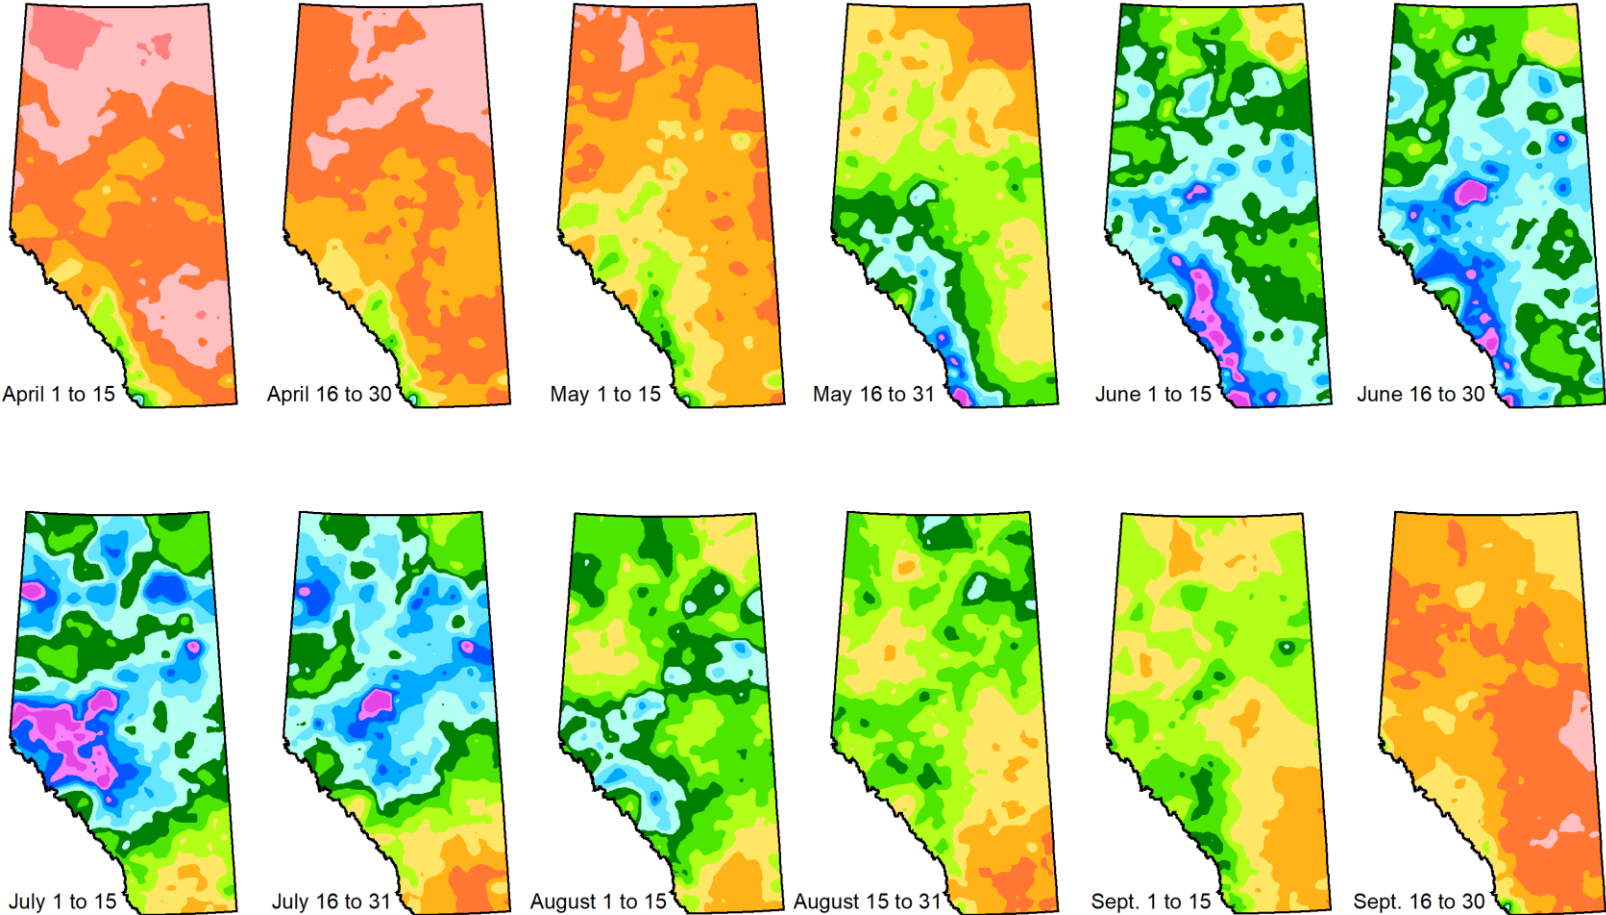 April 1 to 15
April 16 to 30
May 1 to 15
May 16 to 31
June 1 to 15
June 16 to 30
July 1 to 15
July 16 to 31
August 1 to 15
August 15 to 31
Sept. 1 to 15
Sept. 16 to 30